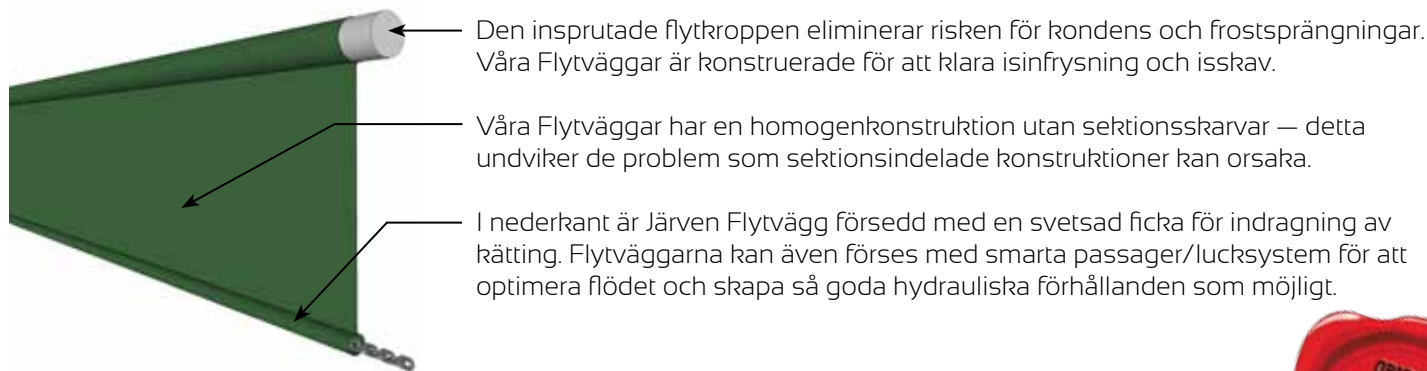 Den insprutade flytkroppen eliminerar risken för kondens och frostsprängningar.
Våra Flytväggar är konstruerade för att klara isinfrysning och isskav.
Våra Flytväggar har en homogenkonstruktion utan sektionsskarvar — detta
undviker de problem som sektionsindelade konstruktioner kan orsaka.
I nederkant är Järven Flytvägg försedd med en svetsad ficka för indragning av
kätting. Flytväggarna kan även förses med smarta passager/lucksystem för att
optimera flödet och skapa så goda hydrauliska förhållanden som möjligt.